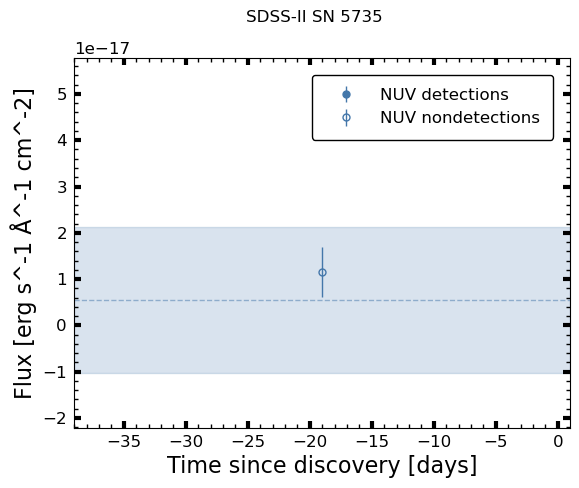 SDSS-II SN 5735
1e−17
NUV detections
NUV nondetections
5
4
3
2
1
0
−1
−2
Flux [erg s^-1 Å^-1 cm^-2]
−35 −30 −25 −20 −15 −10 −5 0
Time since discovery [days]